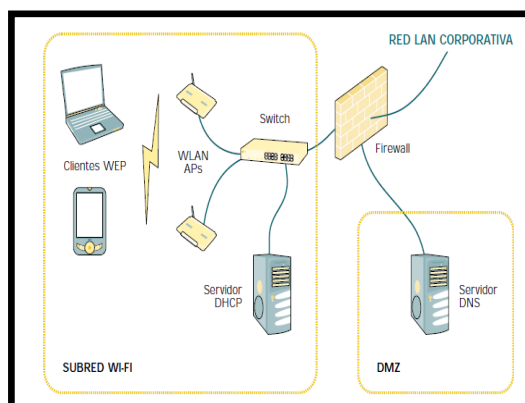 RED LAN CORPORATIVA
Switch
Firewall
Clientes WEP
WLAN
APs
Servidor
DHCP
Servidor
DNS
SUBRED WI-FI
DMZ